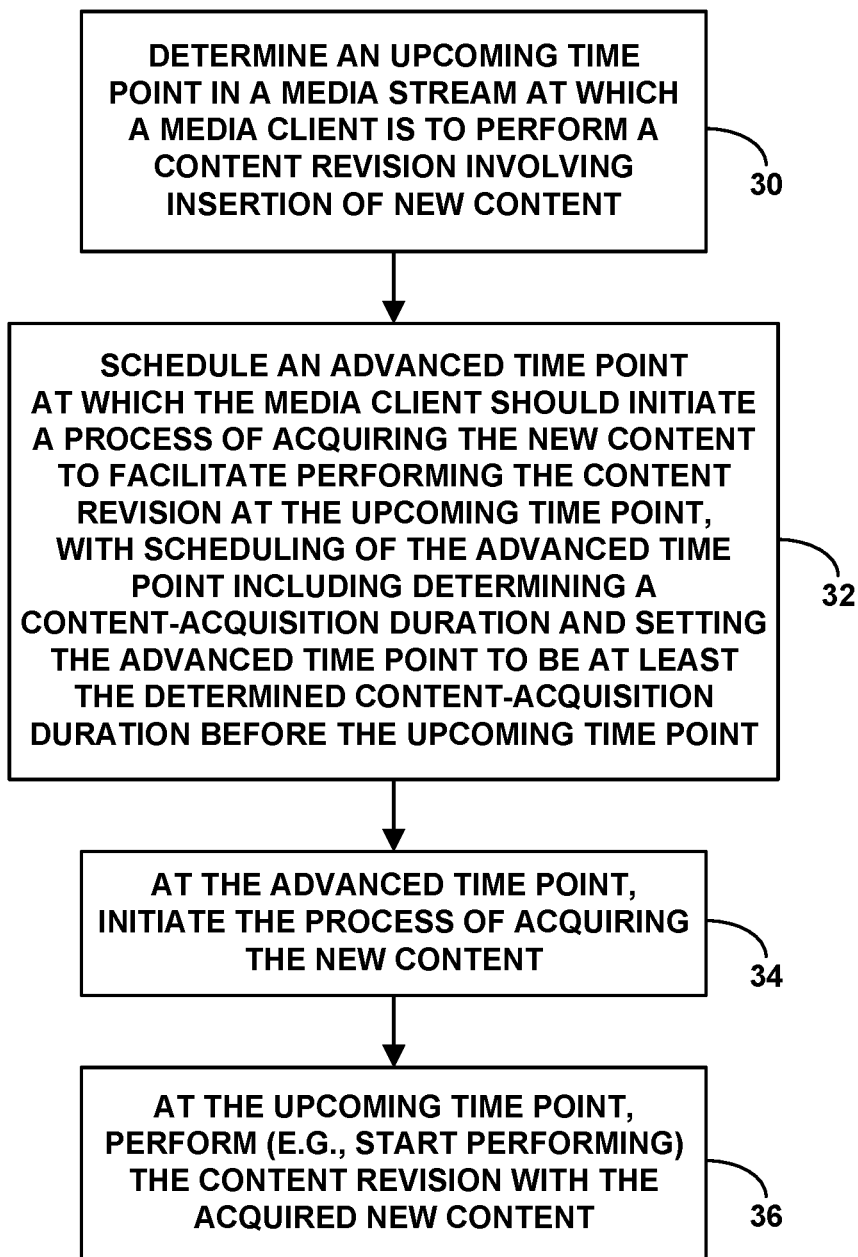 DETERMINE AN UPCOMING TIME
POINT IN A MEDIA STREAM AT WHICH
A MEDIA CLIENT IS TO PERFORM A
CONTENT REVISION INVOLVING
INSERTION OF NEW CONTENT
30
SCHEDULE AN ADVANCED TIME POINT
AT WHICH THE MEDIA CLIENT SHOULD INITIATE
A PROCESS OF ACQUIRING THE NEW CONTENT
TO FACILITATE PERFORMING THE CONTENT
REVISION AT THE UPCOMING TIME POINT,
WITH SCHEDULING OF THE ADVANCED TIME
POINT INCLUDING DETERMINING A
CONTENT-ACQUISITION DURATION AND SETTING
THE ADVANCED TIME POINT TO BE AT LEAST
THE DETERMINED CONTENT-ACQUISITION
DURATION BEFORE THE UPCOMING TIME POINT
32
AT THE ADVANCED TIME POINT,
INITIATE THE PROCESS OF ACQUIRING
THE NEW CONTENT
34
AT THE UPCOMING TIME POINT,
PERFORM (E.G., START PERFORMING)
THE CONTENT REVISION WITH THE
ACQUIRED NEW CONTENT
36